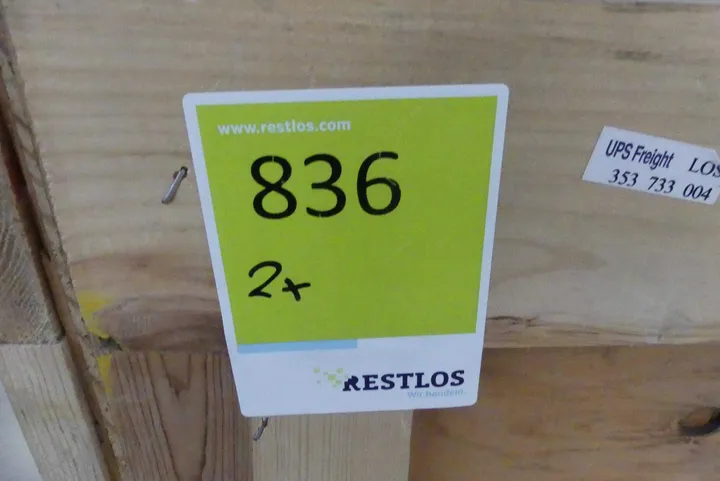 www.restlos.com
836
2x
RESTLOS
Wir handeln.
UPS Freight LOS
353 733 004